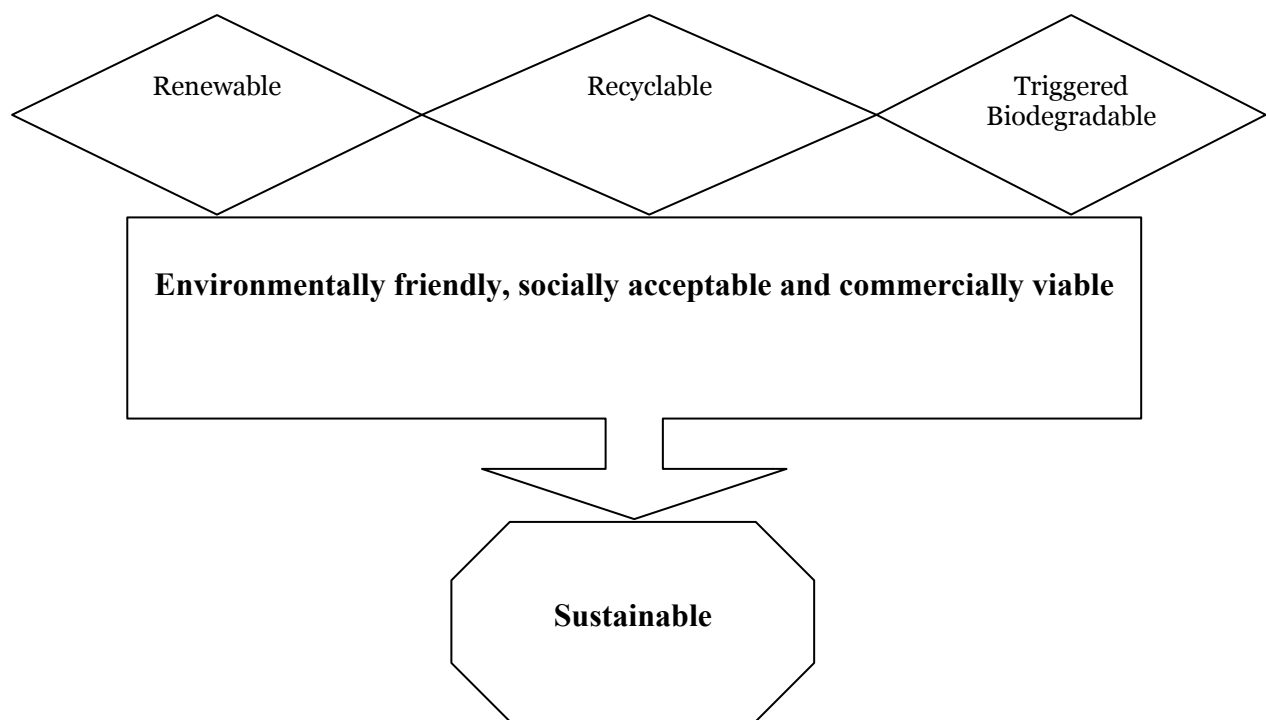 Renewable
Recyclable
Triggered
Biodegradable
Environmentally friendly, socially acceptable and commercially viable
Sustainable